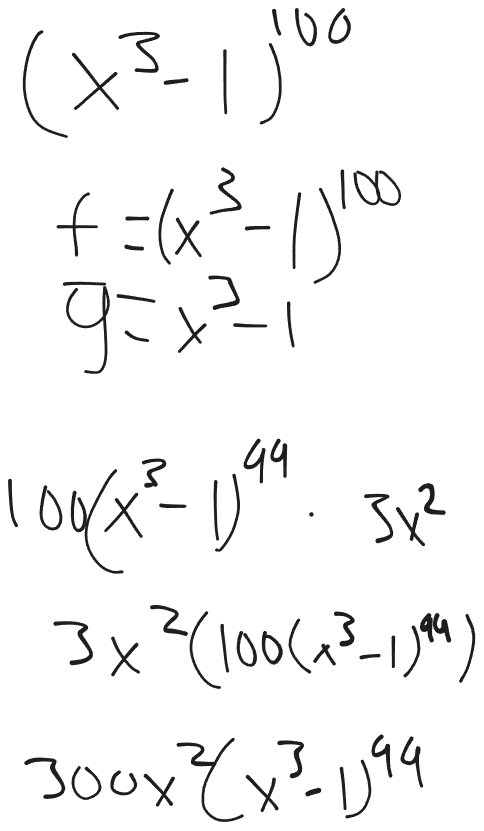 (x³ - 1)¹⁰⁰
f = (x³ - 1)¹⁰⁰
g = x³ - 1
100(x³ - 1)⁹⁹ · 3x²
3x²(100(x³ - 1)⁹⁹)
300x²(x³ - 1)⁹⁹